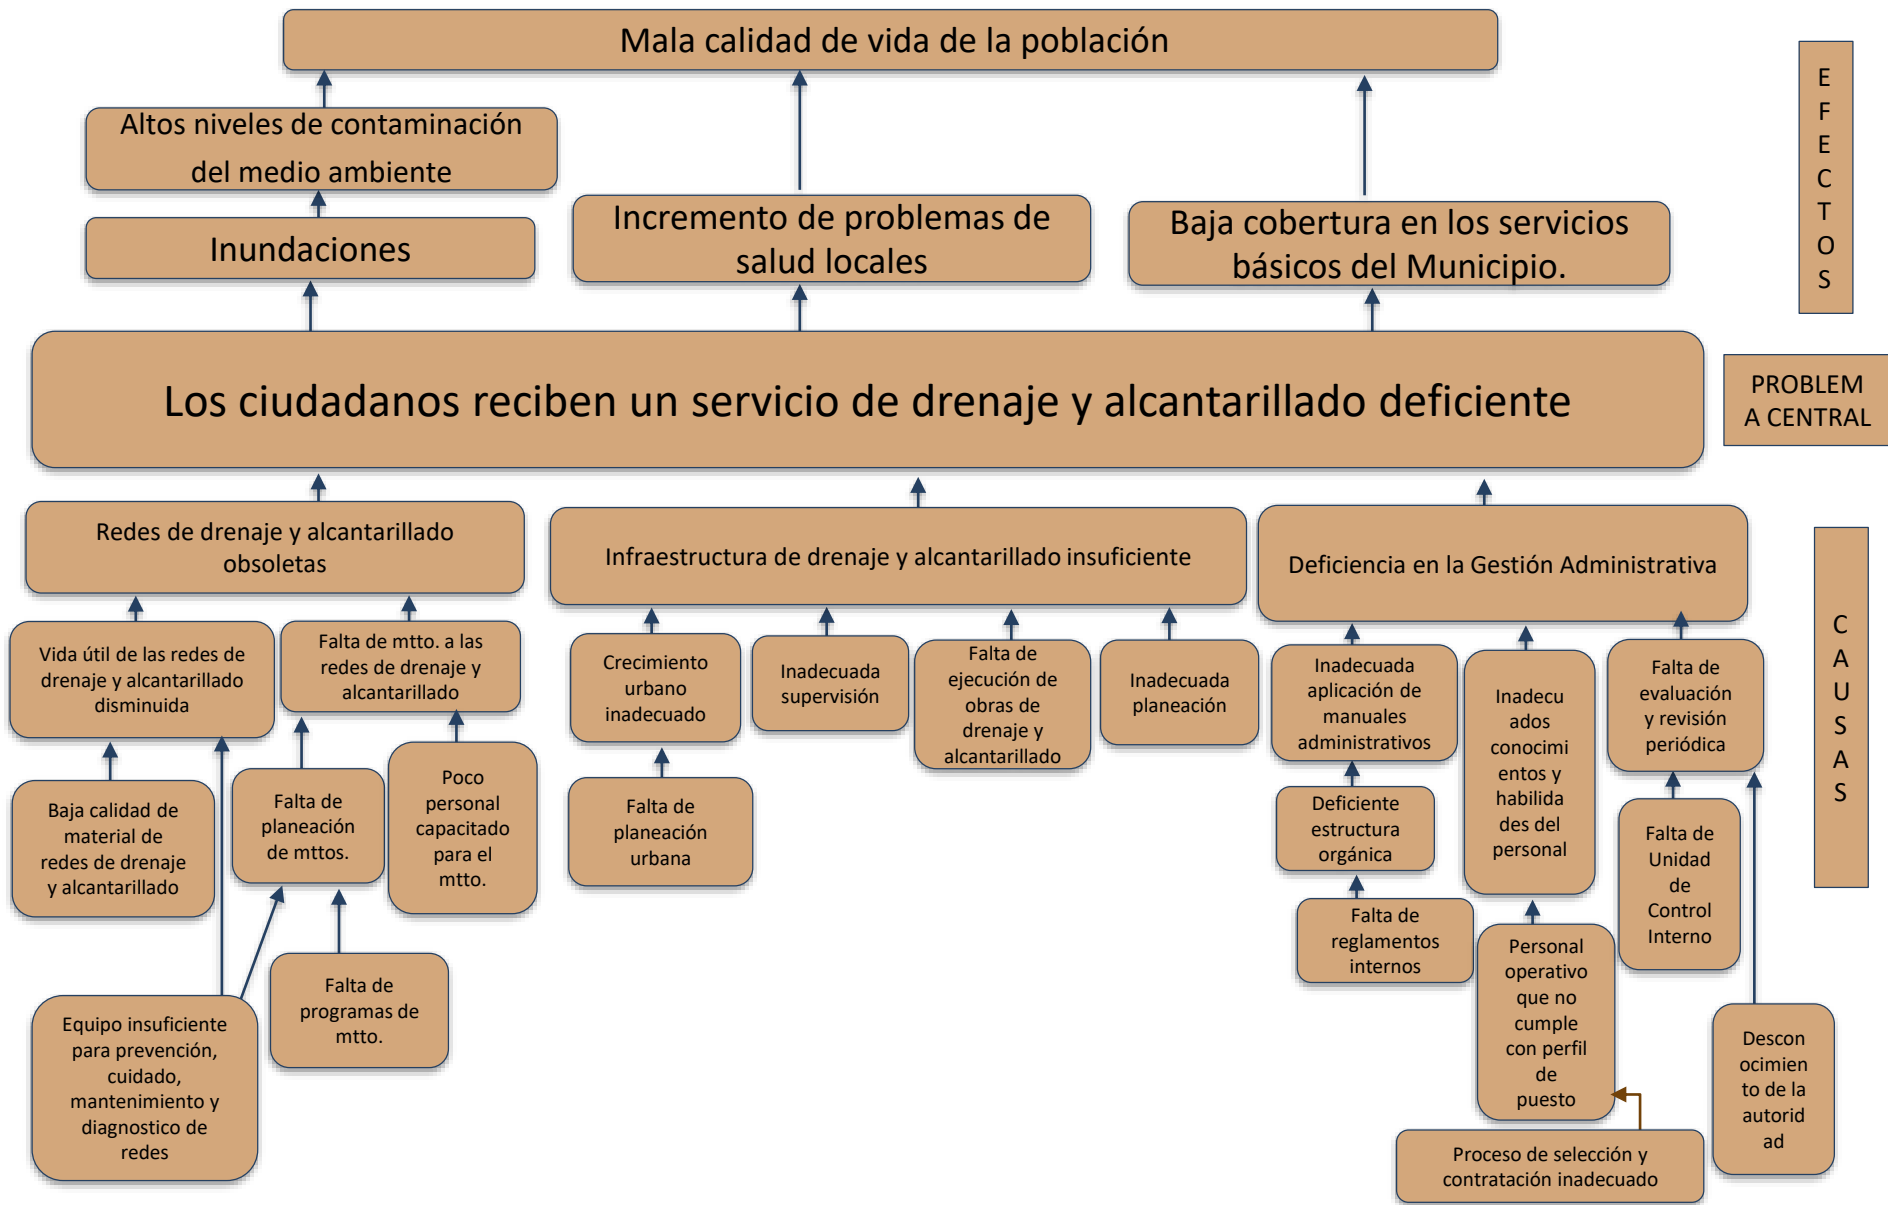 Mala calidad de vida de la población
E
F
E
C
T
O
S
Altos niveles de contaminación
del medio ambiente
Inundaciones
Incremento de problemas de
salud locales
Baja cobertura en los servicios
básicos del Municipio.
Los ciudadanos reciben un servicio de drenaje y alcantarillado deficiente
PROBLEM
A CENTRAL
Redes de drenaje y alcantarillado
obsoletas
Infraestructura de drenaje y alcantarillado insuficiente
Deficiencia en la Gestión Administrativa
C
A
U
S
A
S
Vida útil de las redes de
drenaje y alcantarillado
disminuida
Falta de mtto. a las
redes de drenaje y
alcantarillado
Crecimiento
urbano
inadecuado
Inadecuada
supervisión
Falta de
ejecución de
obras de
drenaje y
alcantarillado
Inadecuada
planeación
Inadecuada
aplicación de
manuales
administrativos
Inadecu
ados
conocimi
entos y
habilida
des del
personal
Falta de
evaluación
y revisión
periódica
Baja calidad de
material de
redes de drenaje
y alcantarillado
Falta de
planeación
de mttos.
Poco
personal
capacitado
para el
mtto.
Falta de
planeación
urbana
Deficiente
estructura
orgánica
Falta de
Unidad
de
Control
Interno
Falta de
reglamentos
internos
Personal
operativo
que no
cumple
con perfil
de
puesto
Falta de
programas de
mtto.
Equipo insuficiente
para prevención,
cuidado,
mantenimiento y
diagnostico de
redes
Descon
ocimien
to de la
autorid
ad
Proceso de selección y
contratación inadecuado